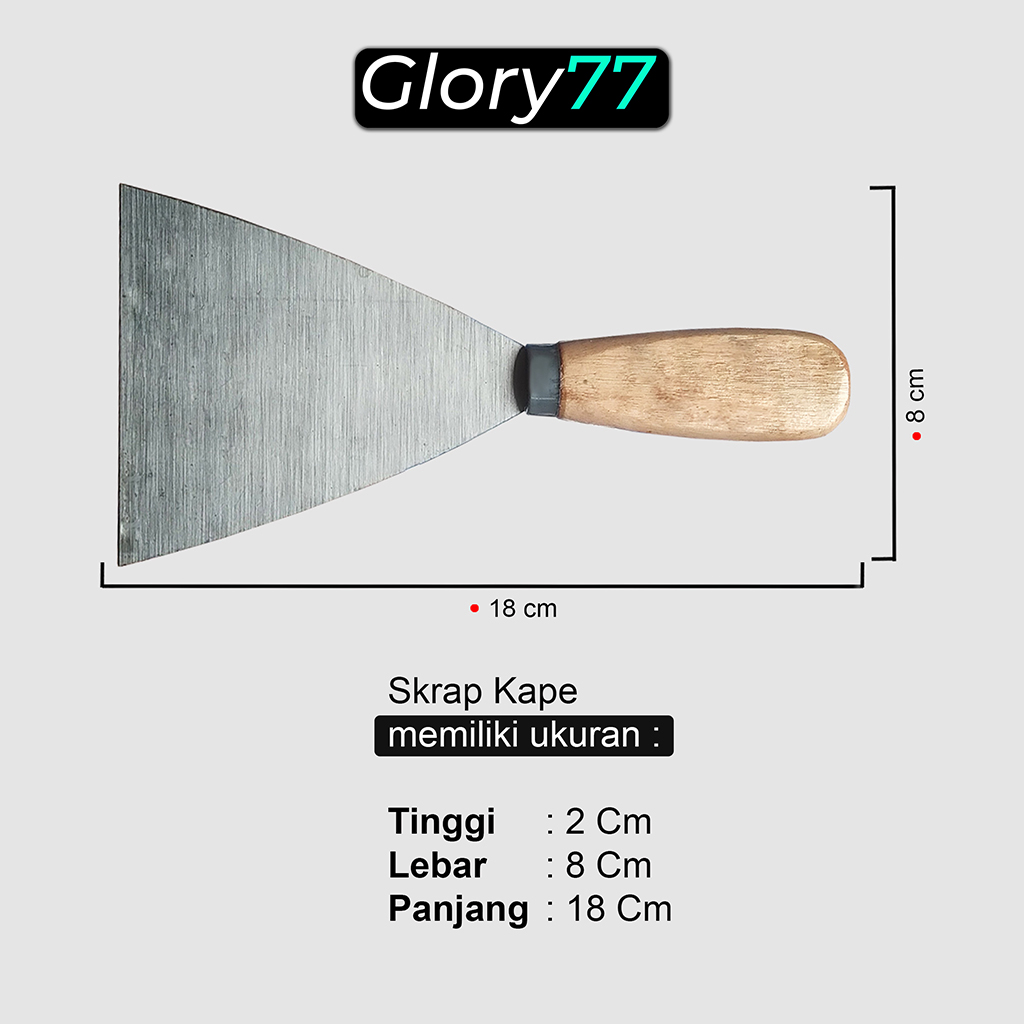 Glory77
8 cm
18 cm
Skrap Kape
memiliki ukuran :
Tinggi : 2 Cm
Lebar : 8 Cm
Panjang : 18 Cm